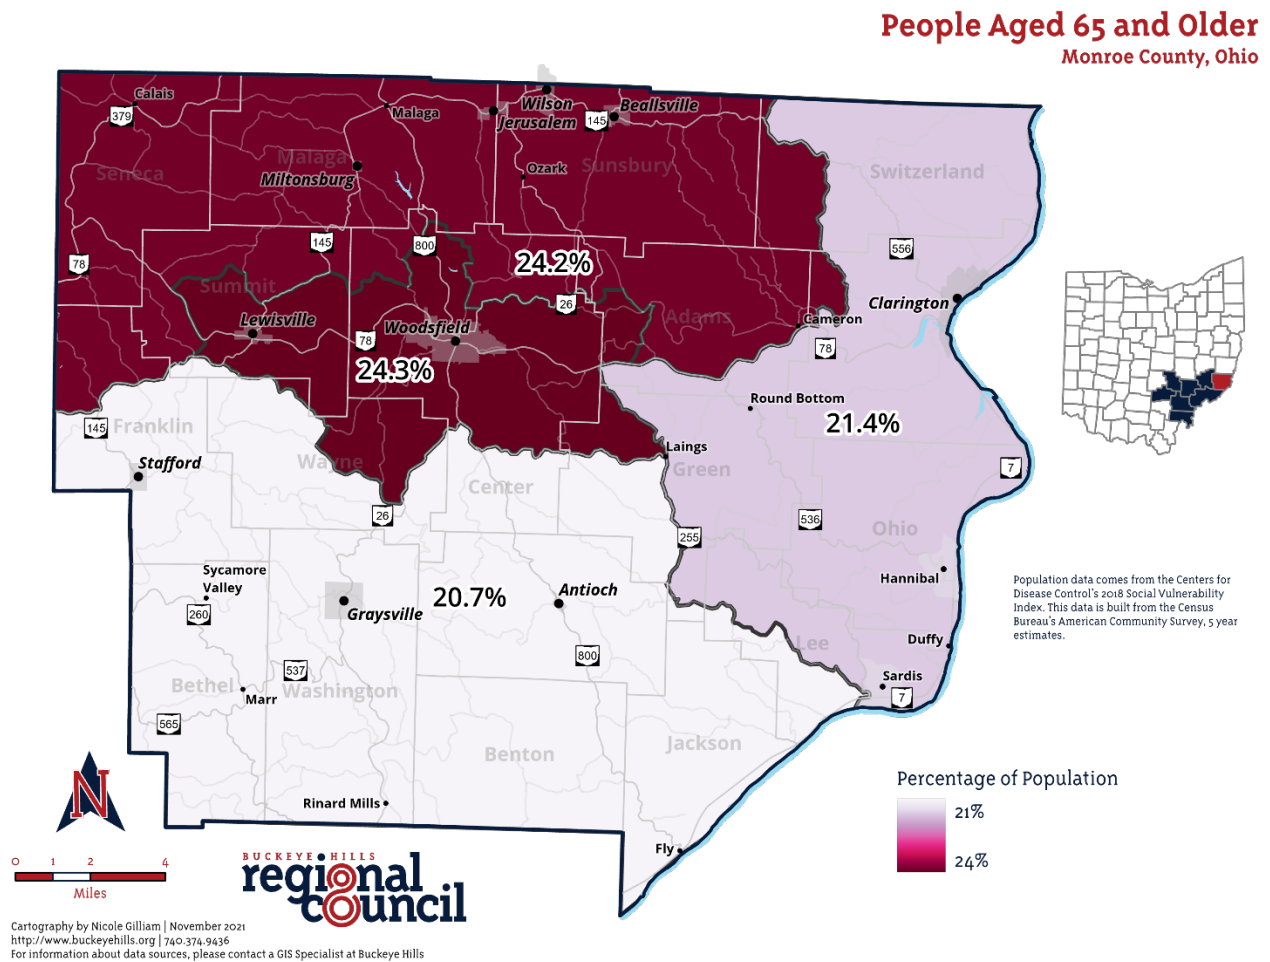 People Aged 65 and Older
Monroe County, Ohio
Calais
379
Malaga
Wilson
Jerusalem
145
Beallsville
Malaga
Miltonsburg
Seneca
Ozark
Sunsbury
Switzerland
145
800
556
78
24.2%
Summit
26
Clarington
Lewisville
Woodsfield
Adams
Cameron
78
78
24.3%
Round Bottom
21.4%
145
Franklin
Laings
Stafford
Wayne
Green
7
Center
26
536
Ohio
255
Sycamore
Valley
Hannibal
260
Graysville
20.7%
Antioch
Duffy
Lee
800
537
Sardis
7
Bethel
Marr
Washington
565
Jackson
Benton
Rinard Mills
Fly
Population data comes from the Centers for
Disease Control's 2018 Social Vulnerability
Index. This data is built from the Census
Bureau's American Community Survey, 5 year
estimates.
Percentage of Population
21%
24%
N
0 1 2 4
Miles
BUCKEYE HILLS
regional
council
Cartography by Nicole Gilliam | November 2021
http://www.buckeyehills.org | 740.374.9436
For information about data sources, please contact a GIS Specialist at Buckeye Hills